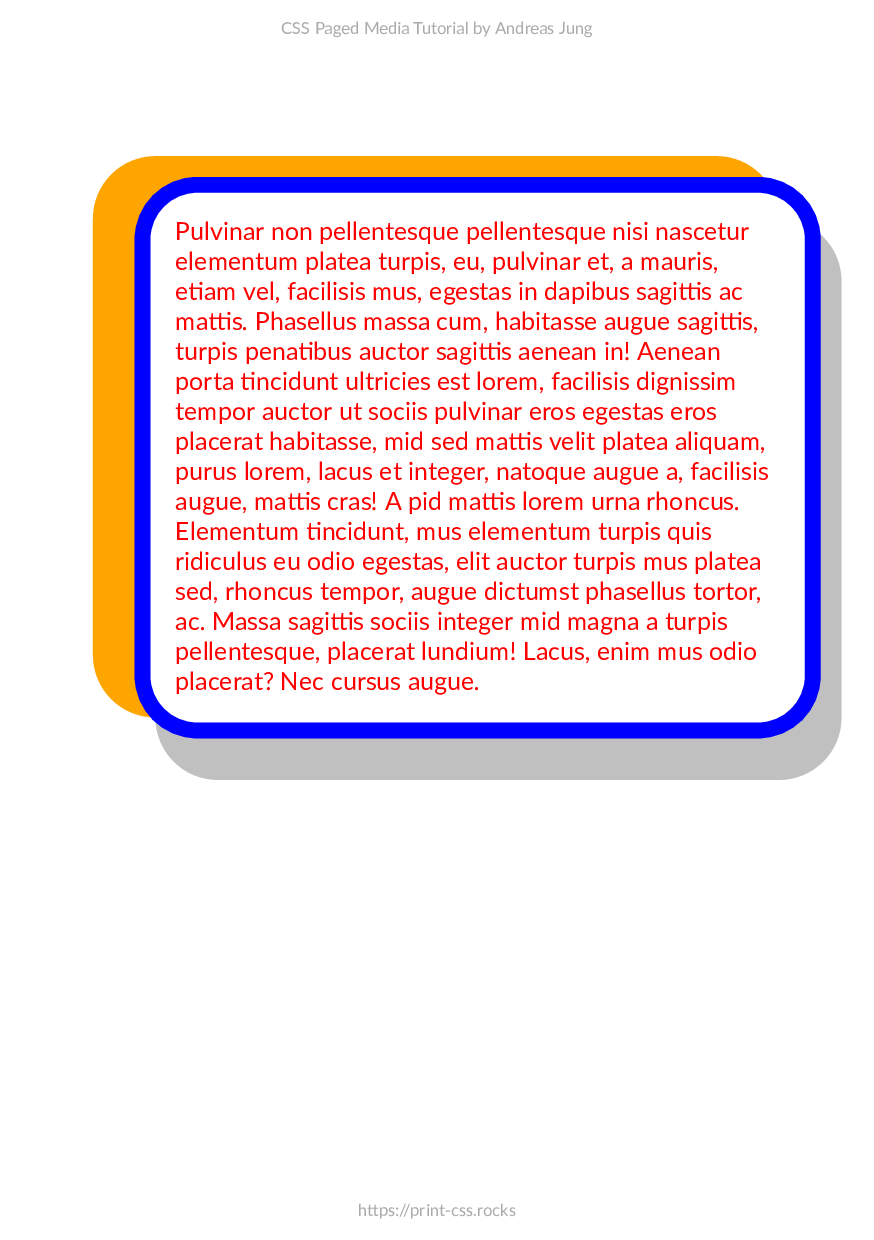 CSS Paged Media Tutorial by Andreas Jung
Pulvinar non pellentesque pellentesque nisi nascetur
elementum platea turpis, eu, pulvinar et, a mauris,
etiam vel, facilisis mus, egestas in dapibus sagittis ac
mattis. Phasellus massa cum, habitasse augue sagittis,
turpis penatibus auctor sagittis aenean in! Aenean
porta tincidunt ultricies est lorem, facilisis dignissim
tempor auctor ut sociis pulvinar eros egestas eros
placerat habitasse, mid sed mattis velit platea aliquam,
purus lorem, lacus et integer, natoque augue a, facilisis
augue, mattis cras! A pid mattis lorem urna rhoncus.
Elementum tincidunt, mus elementum turpis quis
ridiculus eu odio egestas, elit auctor turpis mus platea
sed, rhoncus tempor, augue dictumst phasellus tortor,
ac. Massa sagittis sociis integer mid magna a turpis
pellentesque, placerat lundium! Lacus, enim mus odio
placerat? Nec cursus augue.
https://print-css.rocks